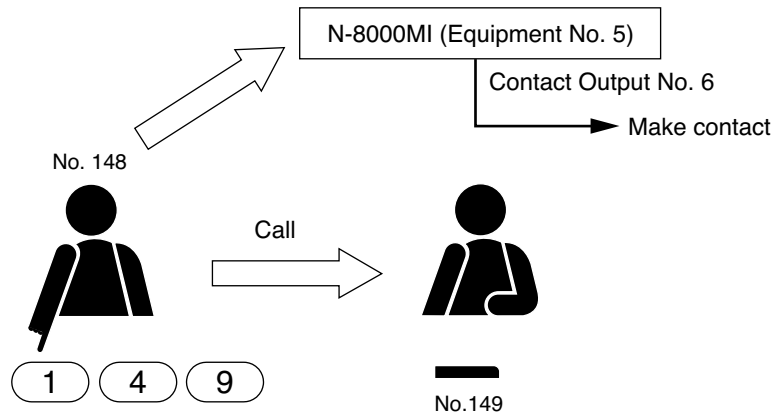 N-8000MI (Equipment No. 5)
Contact Output No. 6
Make contact
No. 148
Call
1 4 9
No.149